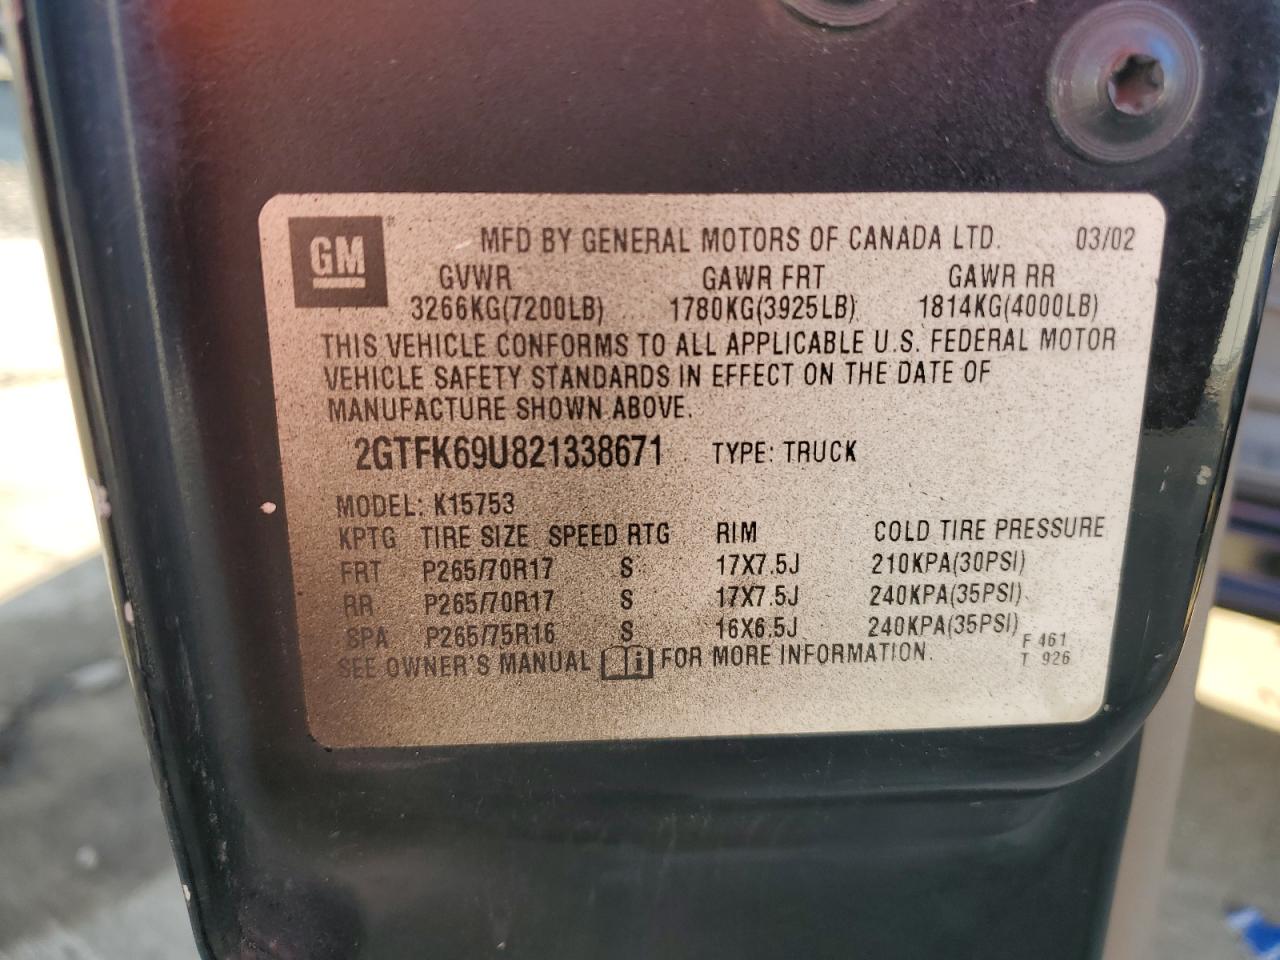 GM ® MFD BY GENERAL MOTORS OF CANADA LTD. 03/02
GVWR GAWR FRT GAWR RR
3266KG(7200LB) 1780KG(3925LB) 1814KG(4000LB)
THIS VEHICLE CONFORMS TO ALL APPLICABLE U.S. FEDERAL MOTOR
VEHICLE SAFETY STANDARDS IN EFFECT ON THE DATE OF
MANUFACTURE SHOWN ABOVE.
2GTFK69U821338671 TYPE: TRUCK
MODEL: K15753
KPTG TIRE SIZE SPEED RTG RIM COLD TIRE PRESSURE
FRT P265/70R17 S 17X7.5J 210KPA(30PSI)
RR P265/70R17 S 17X7.5J 240KPA(35PSI)
SPA P265/75R16 S 16X6.5J 240KPA(35PSI) F 461
SEE OWNER'S MANUAL i FOR MORE INFORMATION. T 926